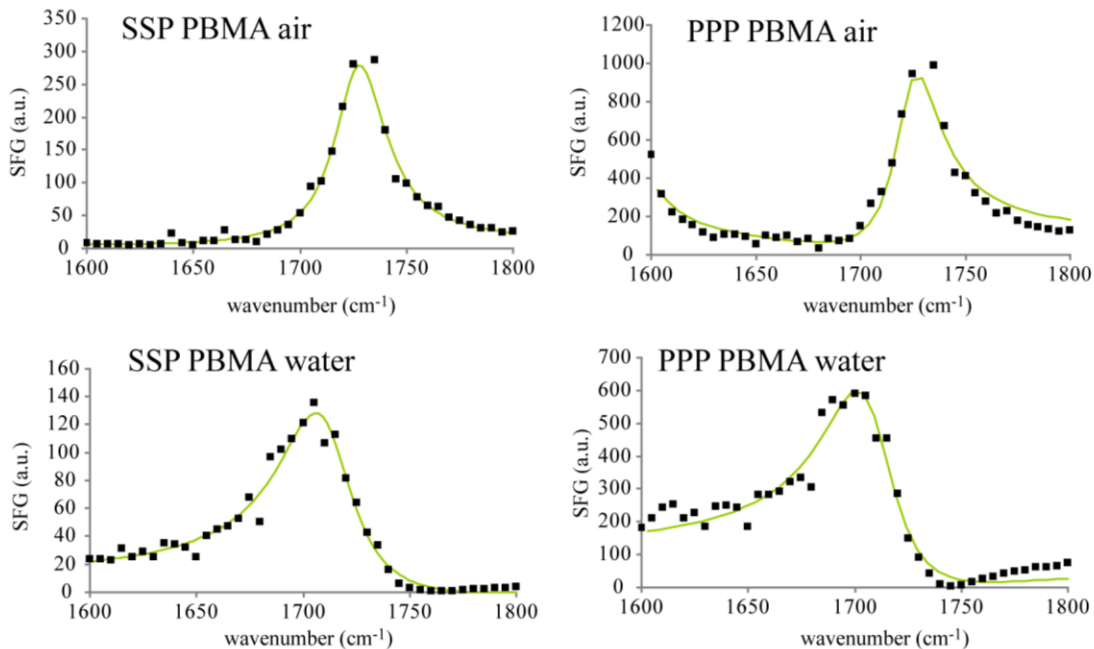 SSP PBMA air
SFG (a.u.)
350
300
250
200
150
100
50
0
1600 1650 1700 1750 1800
wavenumber (cm⁻¹)
PPP PBMA air
SFG (a.u.)
1200
1000
800
600
400
200
0
1600 1650 1700 1750 1800
wavenumber (cm⁻¹)
SSP PBMA water
SFG (a.u.)
160
140
120
100
80
60
40
20
0
1600 1650 1700 1750 1800
wavenumber (cm⁻¹)
PPP PBMA water
SFG (a.u.)
700
600
500
400
300
200
100
0
1600 1650 1700 1750 1800
wavenumber (cm⁻¹)